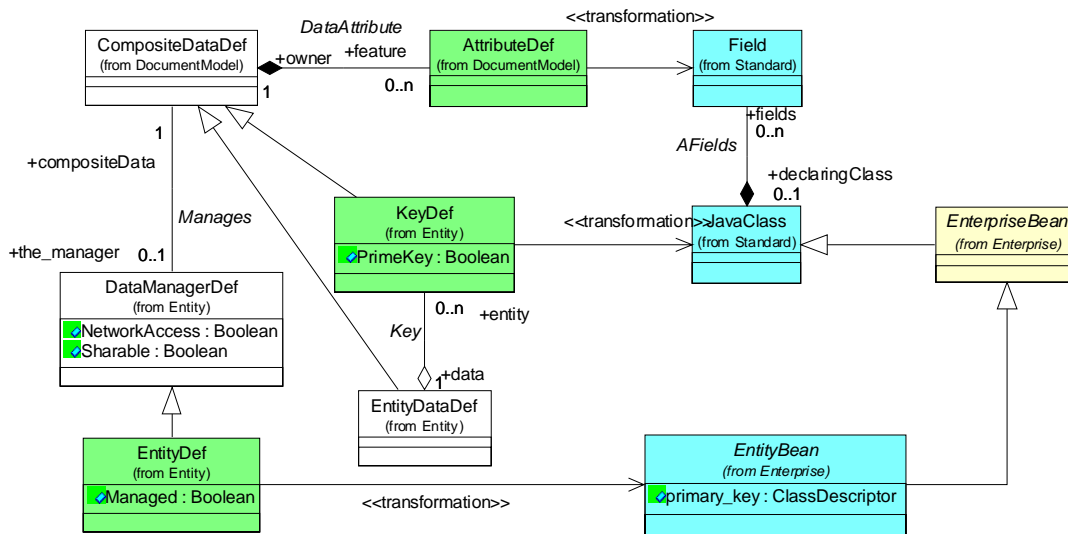 <<transformation>>
DataAttribute
CompositeDataDef
(from DocumentModel)
+owner
1
+feature
0..n
AttributeDef
(from DocumentModel)
Field
(from Standard)
+fields
0..n
AFields
+declaringClass
0..1
1
+compositeData
Manages
+the_manager
0..1
KeyDef
(from Entity)
PrimeKey : Boolean
<<transformation>>
JavaClass
(from Standard)
EnterpriseBean
(from Enterprise)
DataManagerDef
(from Entity)
NetworkAccess : Boolean
Sharable : Boolean
0..n
+entity
Key
1
+data
EntityDataDef
(from Entity)
EntityDef
(from Entity)
Managed : Boolean
<<transformation>>
EntityBean
(from Enterprise)
primary_key : ClassDescriptor